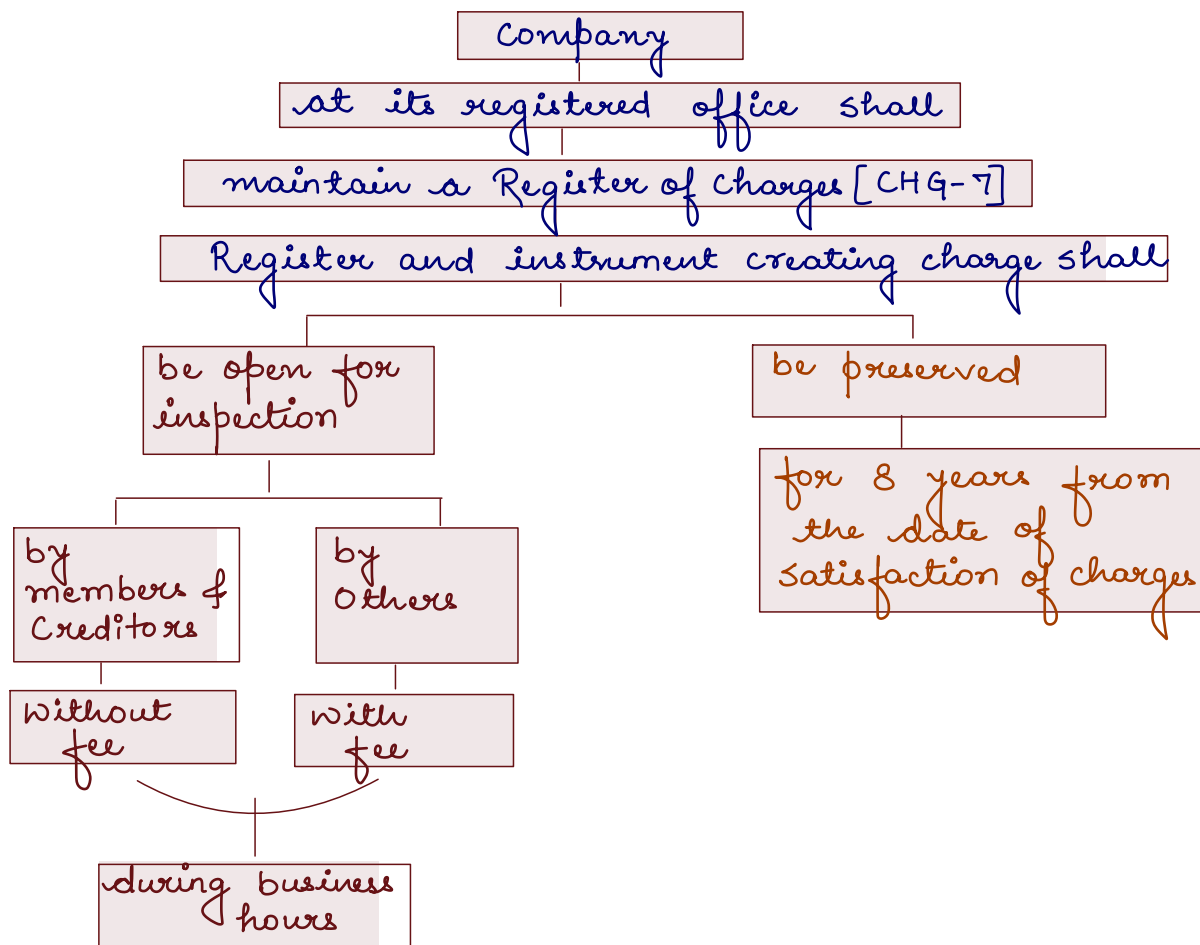 Company
at its registered office shall
maintain a Register of charges [CHG-7]
Register and instrument creating charge shall
be open for
inspection
by
members &
Creditors
without
fee
by
Others
with
fee
during business
hours
be preserved
for 8 years from
the date of
satisfaction of charges